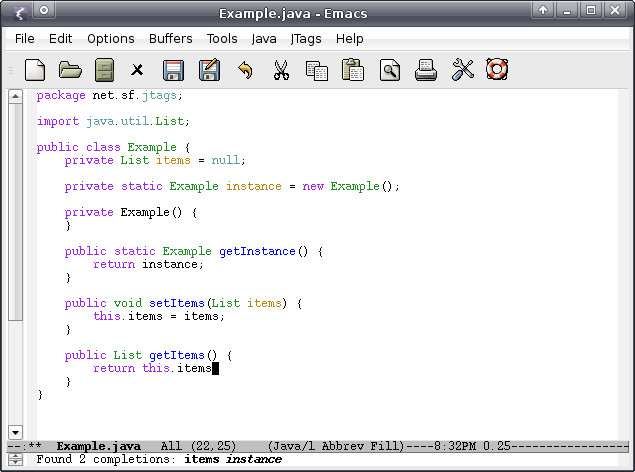 Example.java - Emacs
File Edit Options Buffers Tools Java JTags Help
package net.sf.jtags;
import java.util.List;
public class Example {
    private List items = null;
    private static Example instance = new Example();
    private Example() {
    }
    public static Example getInstance() {
        return instance;
    }
    public void setItems(List items) {
        this.items = items;
    }
    public List getItems() {
        return this.items
    }
}
--:** Example.java All (22,25) (Java/l Abbrev Fill)----8:32PM 0.25-----------------
Found 2 completions: items instance